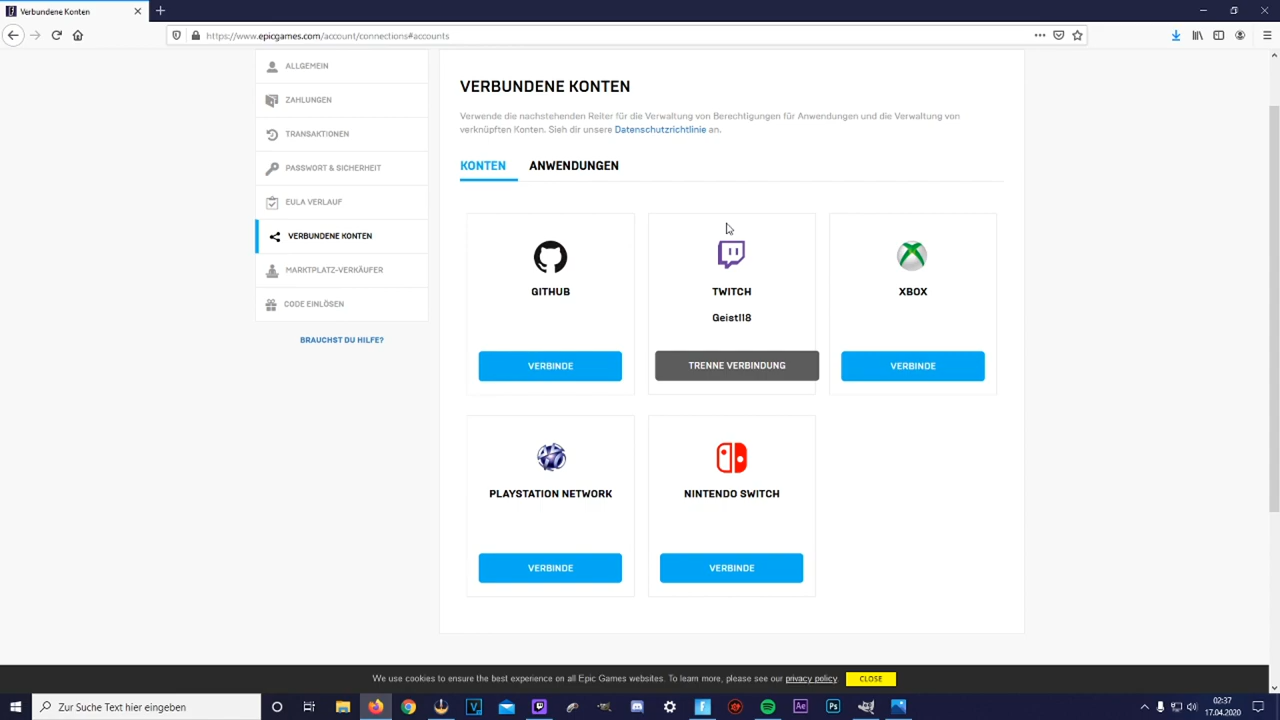 Verbundene Konten
https://www.epicgames.com/account/connections#accounts
ALLGEMEIN
ZAHLUNGEN
TRANSAKTIONEN
PASSWORT & SICHERHEIT
EULA VERLAUF
VERBUNDENE KONTEN
MARKTPLATZ-VERKÄUFER
CODE EINLÖSEN
BRAUCHST DU HILFE?
VERBUNDENE KONTEN
Verwende die nachstehenden Reiter für die Verwaltung von Berechtigungen für Anwendungen und die Verwaltung von
verknüpften Konten. Sieh dir unsere Datenschutzrichtlinie an.
KONTEN ANWENDUNGEN
GITHUB
VERBINDE
TWITCH
Geistll8
TRENNE VERBINDUNG
XBOX
VERBINDE
PLAYSTATION NETWORK
VERBINDE
NINTENDO SWITCH
VERBINDE
We use cookies to ensure the best experience on all Epic Games websites. To learn more, please see our privacy policy. CLOSE
Zur Suche Text hier eingeben
Ae
Ps
02:37
17.04.2020